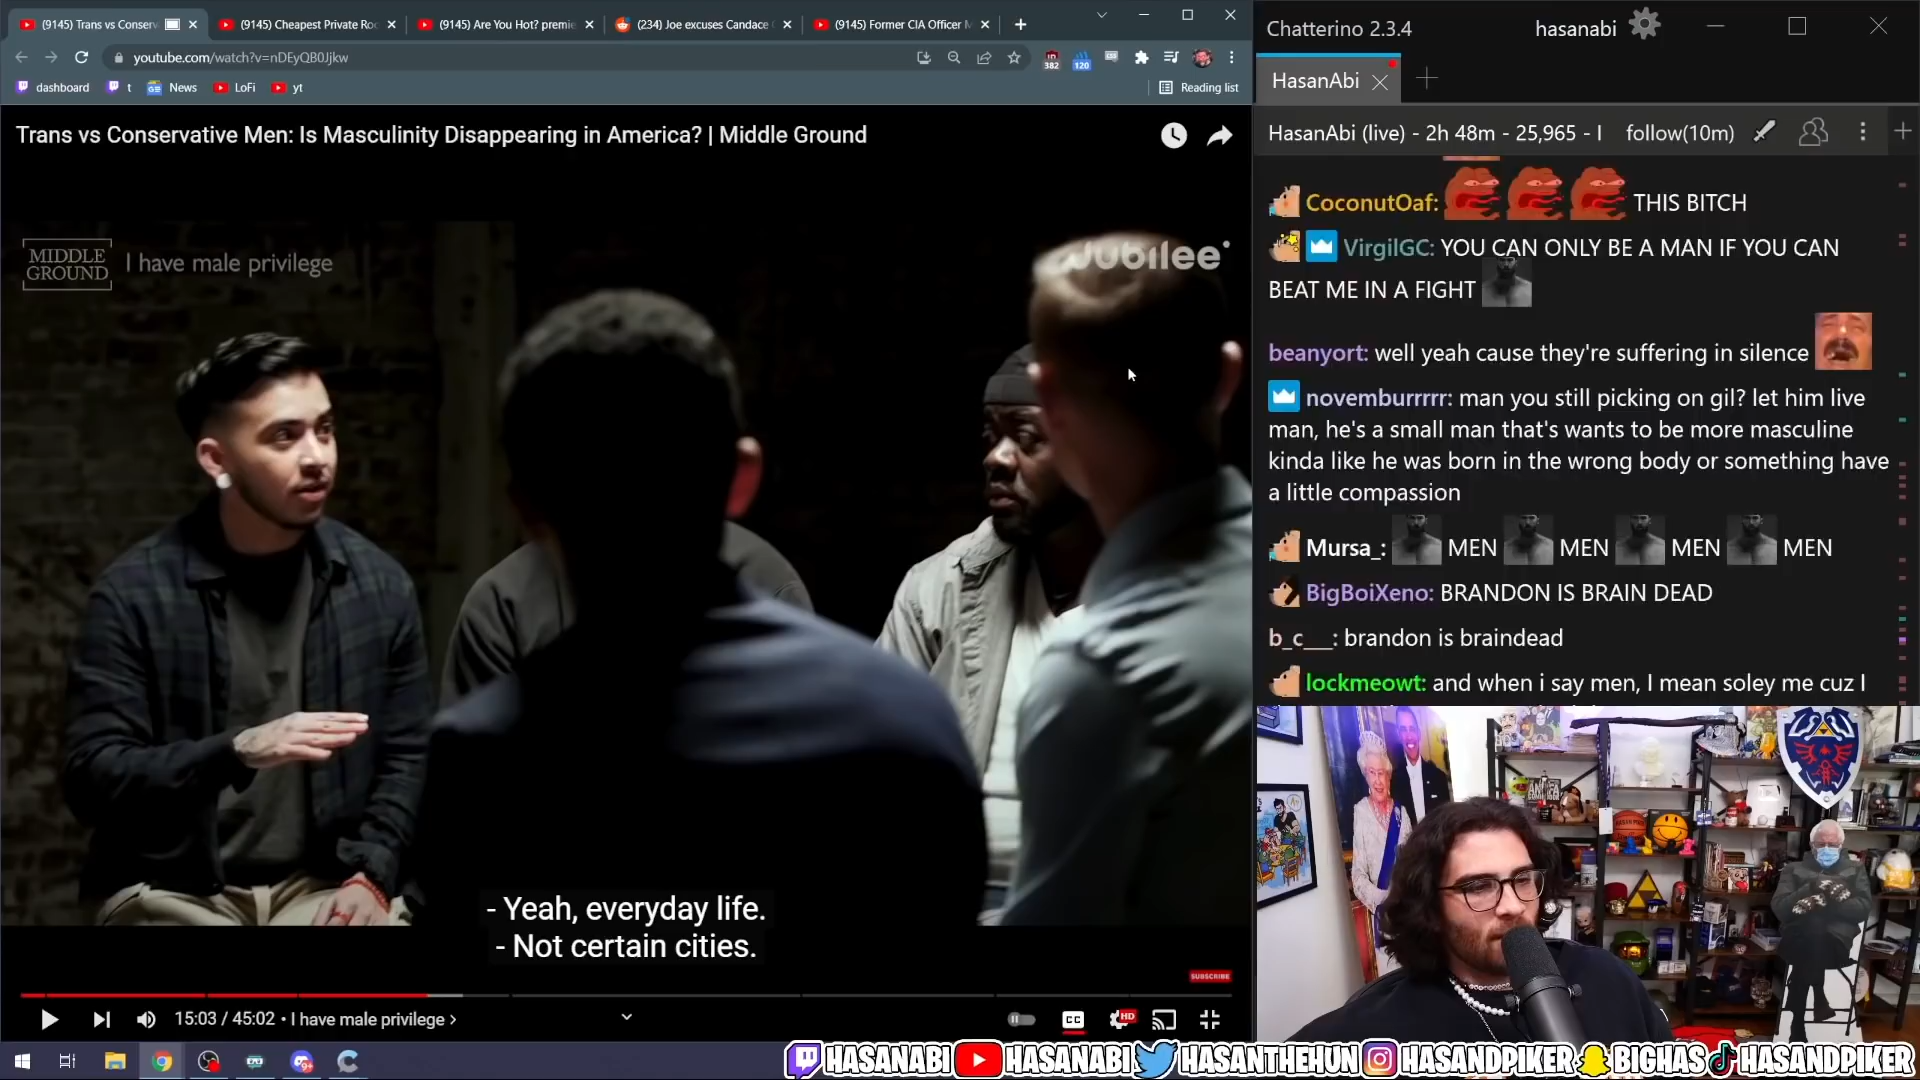 (9145) Trans vs Conserv
(9145) Cheapest Private Ro
(9145) Are You Hot? premi
(234) Joe excuses Candace
(9145) Former CIA Officer
youtube.com/watch?v=nDEyQB0Jjkw
382
120
dashboard
t
News
LoFi
yt
Reading list
Trans vs Conservative Men: Is Masculinity Disappearing in America? | Middle Ground
MIDDLE
GROUND
I have male privilege
Jubilee
- Yeah, everyday life.
- Not certain cities.
SUBSCRIBE
15:03 / 45:02 • I have male privilege ›
CC
HD
Chatterino 2.3.4
hasanabi
HasanAbi
HasanAbi (live) - 2h 48m - 25,965 - I
follow(10m)
CoconutOaf: THIS BITCH
VirgilGC: YOU CAN ONLY BE A MAN IF YOU CAN
BEAT ME IN A FIGHT
beanyort: well yeah cause they're suffering in silence
novemburrrrr: man you still picking on gil? let him live
man, he's a small man that's wants to be more masculine
kinda like he was born in the wrong body or something have
a little compassion
Mursa_: MEN MEN MEN MEN
BigBoiXeno: BRANDON IS BRAIN DEAD
b_c___: brandon is braindead
lockmeowt: and when i say men, I mean soley me cuz I
HASANABI HASANABI HASANTHEHUN HASANDPIKER BIGHAS HASANDPIKER